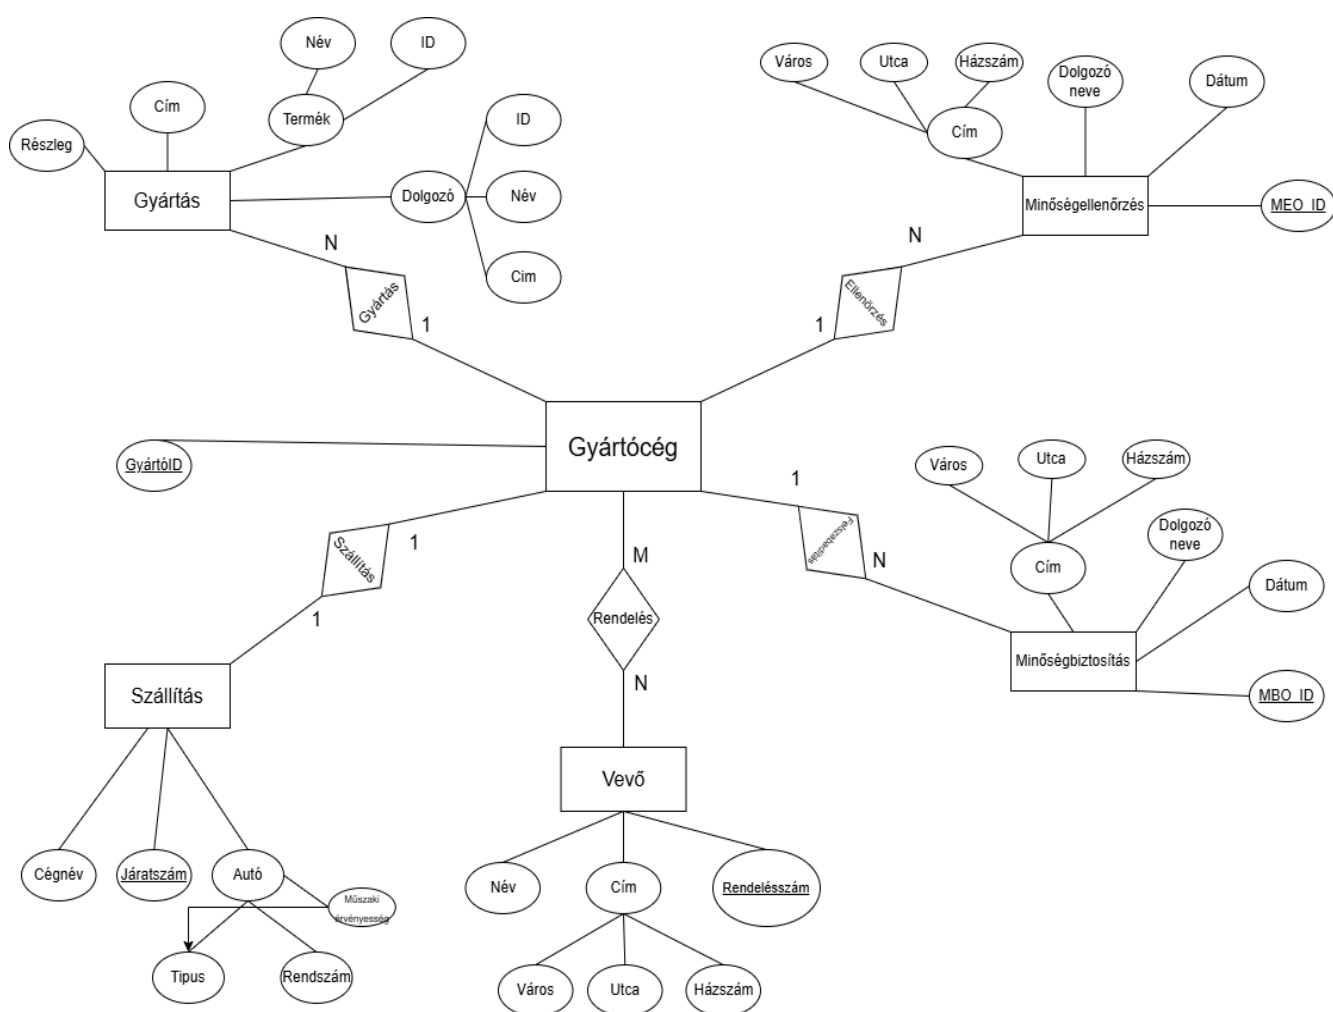 Név
ID
Cím
Termék
Részleg
Gyártás
Dolgozó
ID
Név
Cim
N
Gyártás
1
Város
Utca
Házszám
Dolgozó
neve
Dátum
Cím
Minőségellenőrzés
MEO_ID
N
Ellenőrzés
1
Gyártócég
GyártóID
1
Szállítás
1
Szállítás
Cégnév
Járatszám
Autó
Műszaki
érvényesség
Tipus
Rendszám
M
Rendelés
N
Vevő
Név
Cím
Rendelésszám
Város
Utca
Házszám
1
Felszabadítás
N
Város
Utca
Házszám
Dolgozó
neve
Cím
Dátum
Minőségbiztosítás
MBO_ID